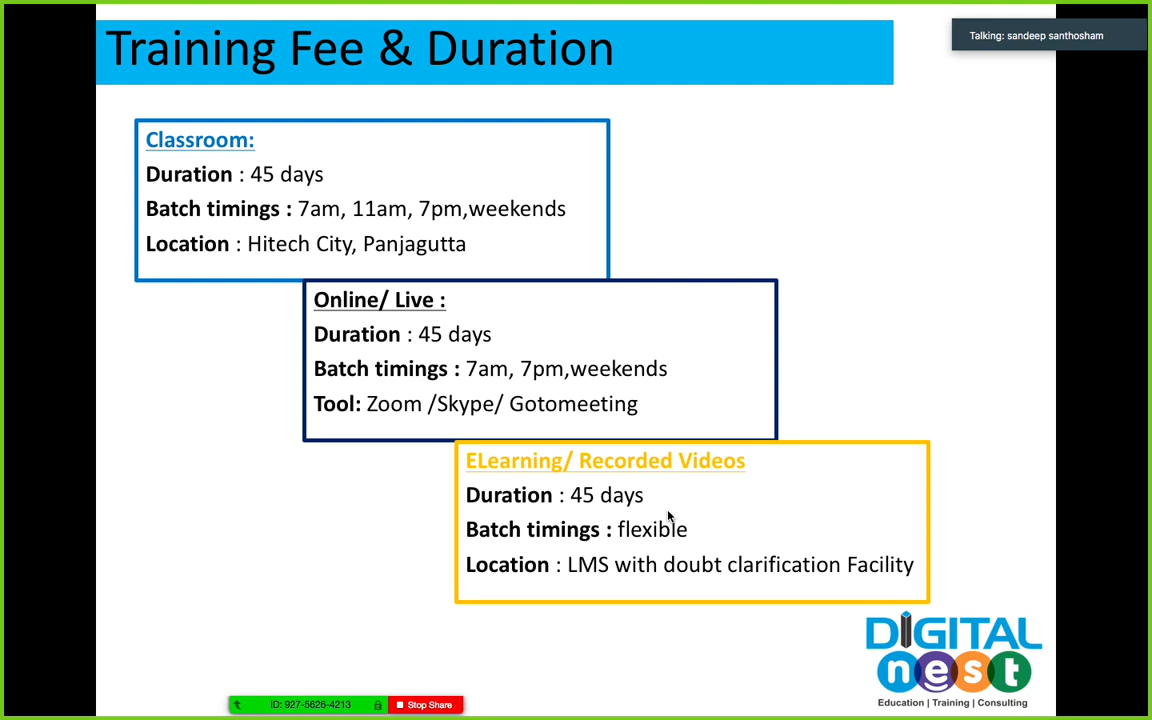 Training Fee & Duration
Talking: sandeep santhosham
Classroom:
Duration : 45 days
Batch timings : 7am, 11am, 7pm,weekends
Location : Hitech City, Panjagutta
Online/ Live :
Duration : 45 days
Batch timings : 7am, 7pm,weekends
Tool: Zoom /Skype/ Gotomeeting
ELearning/ Recorded Videos
Duration : 45 days
Batch timings : flexible
Location : LMS with doubt clarification Facility
DIGITAL
nest
Education | Training | Consulting
ID: 927-5626-4213
Stop Share